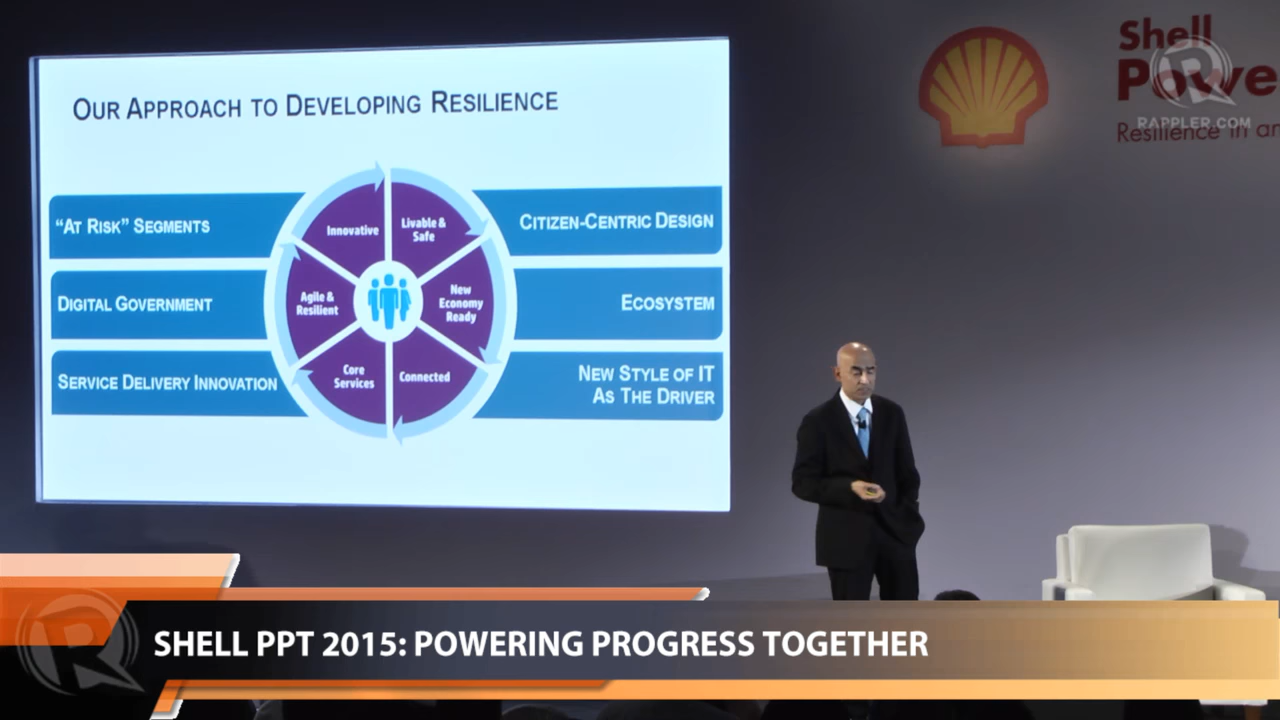 OUR APPROACH TO DEVELOPING RESILIENCE
"AT RISK" SEGMENTS
DIGITAL GOVERNMENT
SERVICE DELIVERY INNOVATION
Innovative
Livable &
Safe
Agile &
Resilient
New
Economy
Ready
Core
Services
Connected
CITIZEN-CENTRIC DESIGN
ECOSYSTEM
NEW STYLE OF IT
AS THE DRIVER
Shell
RAPPLER.COM
Resilience in
SHELL PPT 2015: POWERING PROGRESS TOGETHER